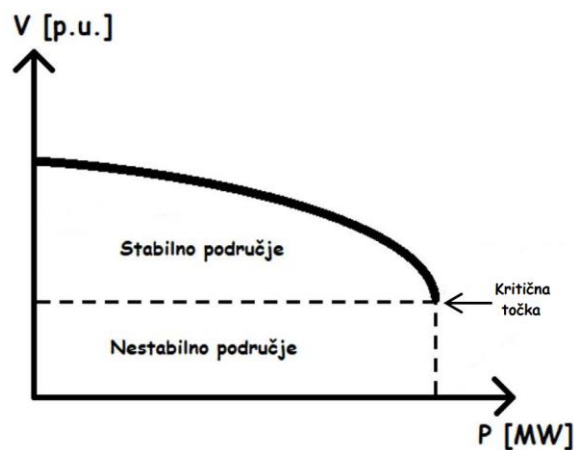 V [p.u.]
Stabilno područje
Kritična
točka
Nestabilno područje
P [MW]